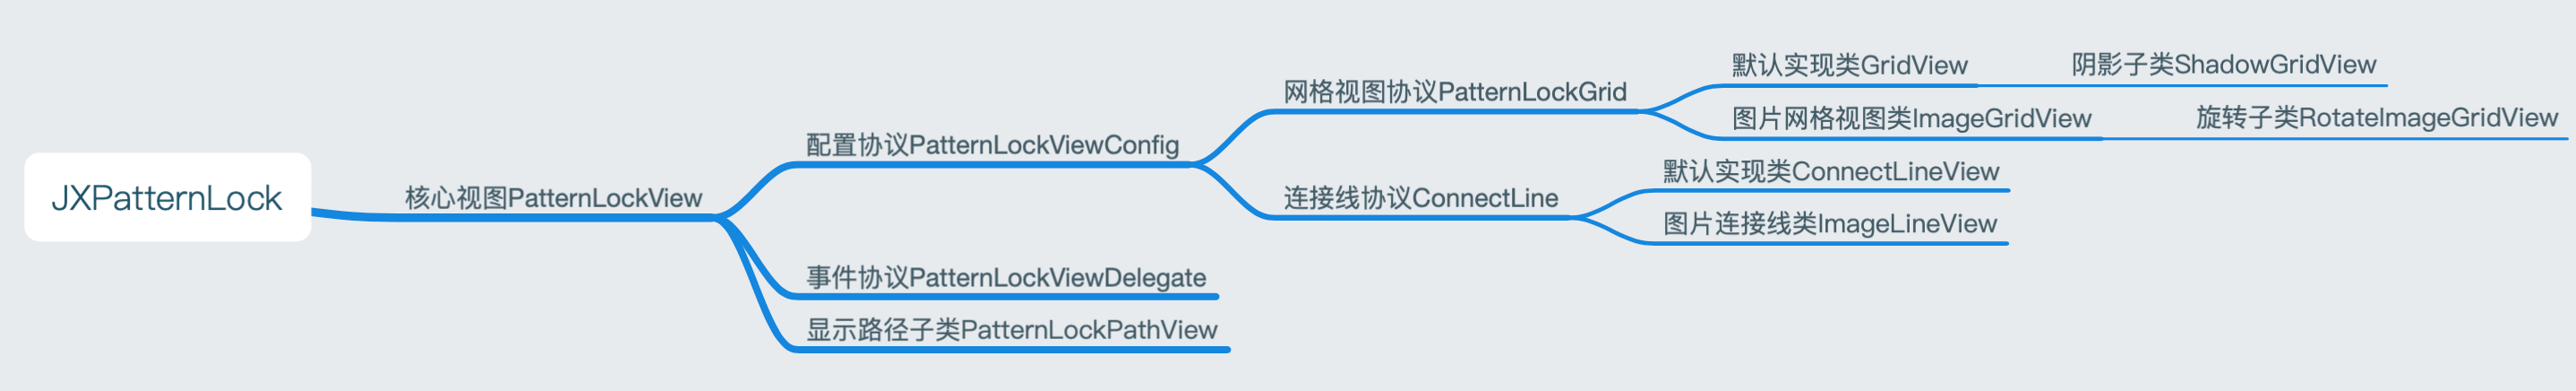 JXPatternLock
核心视图PatternLockView
配置协议PatternLockViewConfig
网格视图协议PatternLockGrid
默认实现类GridView
阴影子类ShadowGridView
图片网格视图类ImageGridView
旋转子类RotateImageGridView
连接线协议ConnectLine
默认实现类ConnectLineView
图片连接线类ImageLineView
事件协议PatternLockViewDelegate
显示路径子类PatternLockPathView